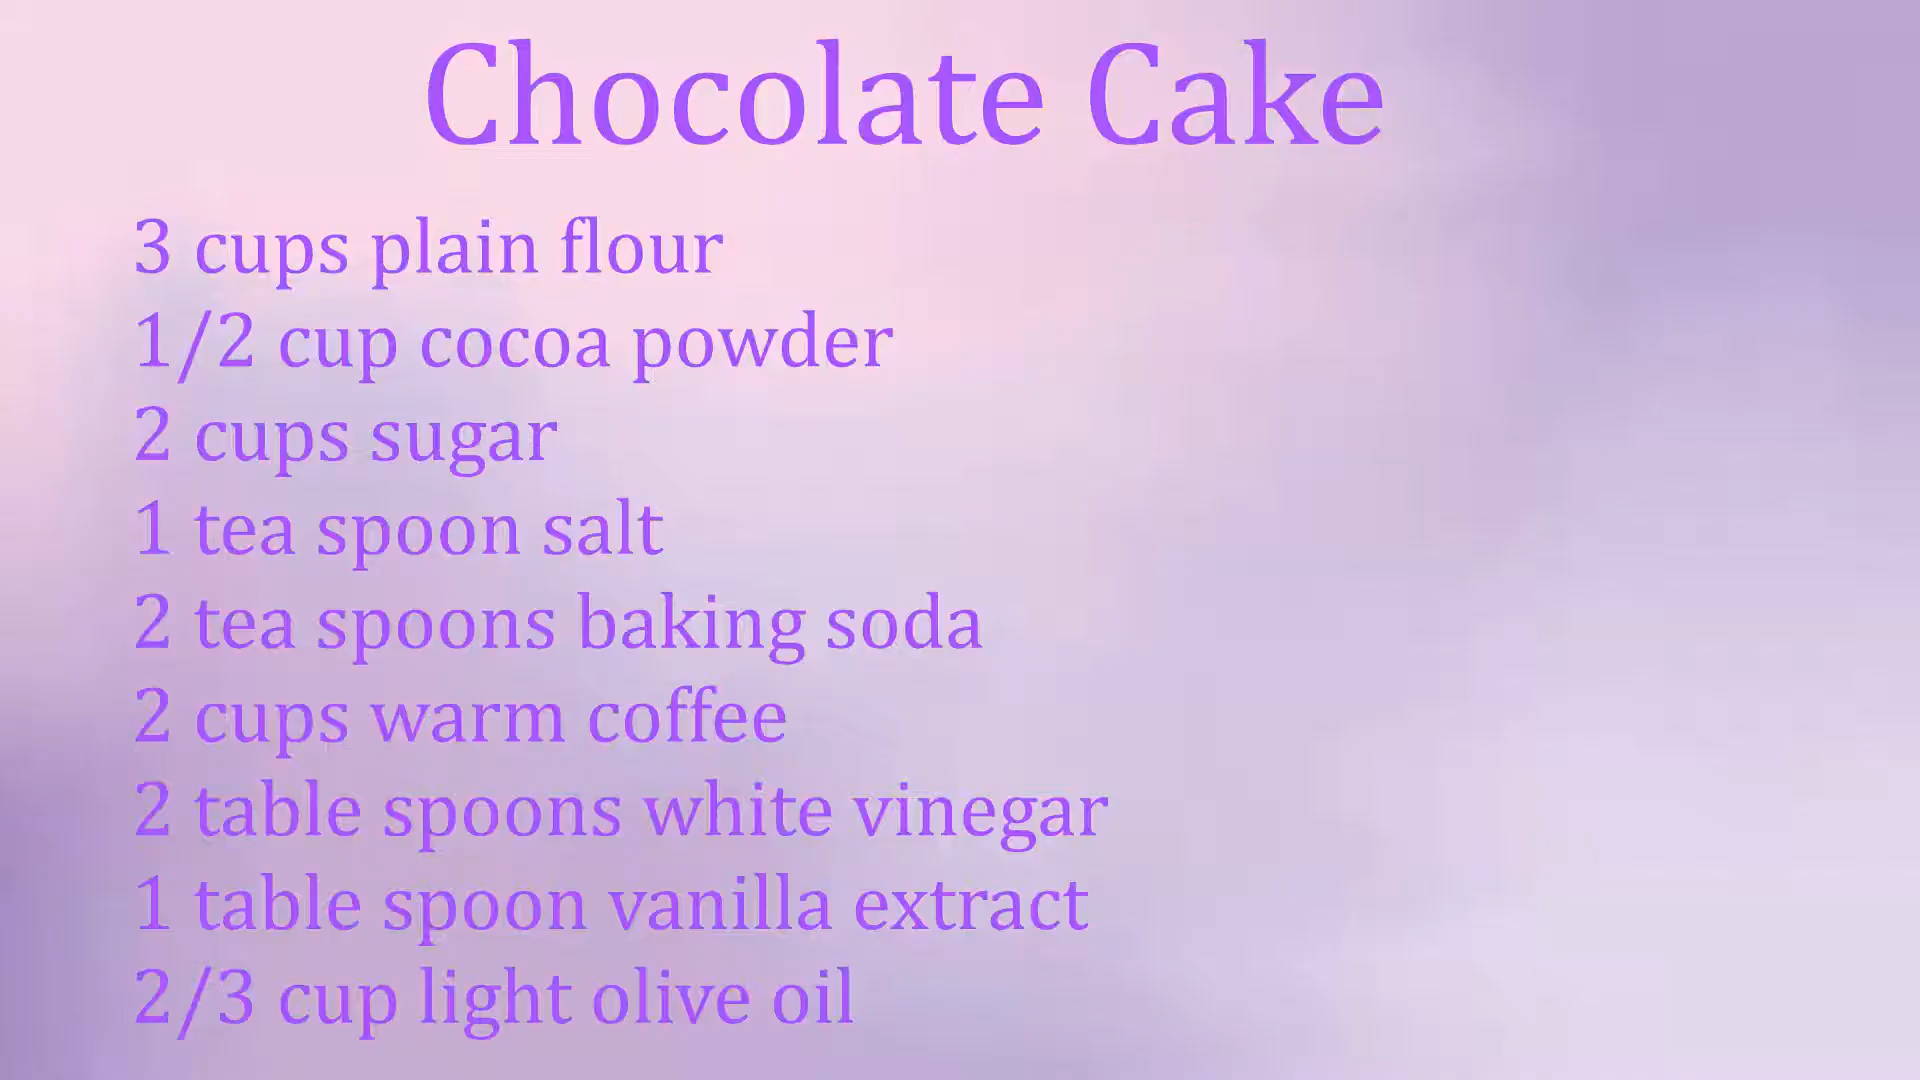 Chocolate Cake
3 cups plain flour
1/2 cup cocoa powder
2 cups sugar
1 tea spoon salt
2 tea spoons baking soda
2 cups warm coffee
2 table spoons white vinegar
1 table spoon vanilla extract
2/3 cup light olive oil